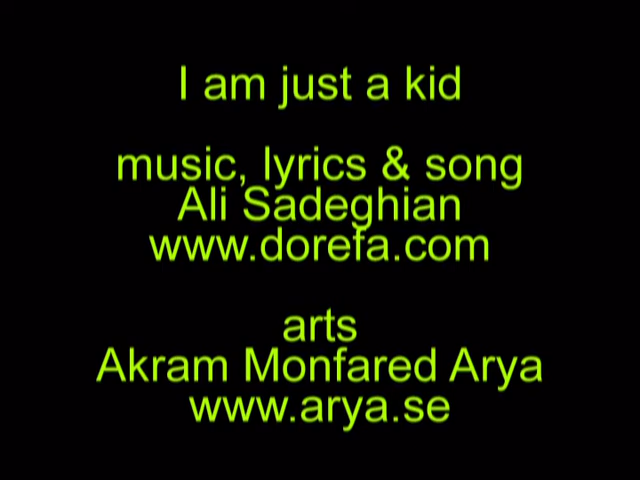 I am just a kid
music, lyrics & song
Ali Sadeghian
www.dorefa.com
arts
Akram Monfared Arya
www.arya.se